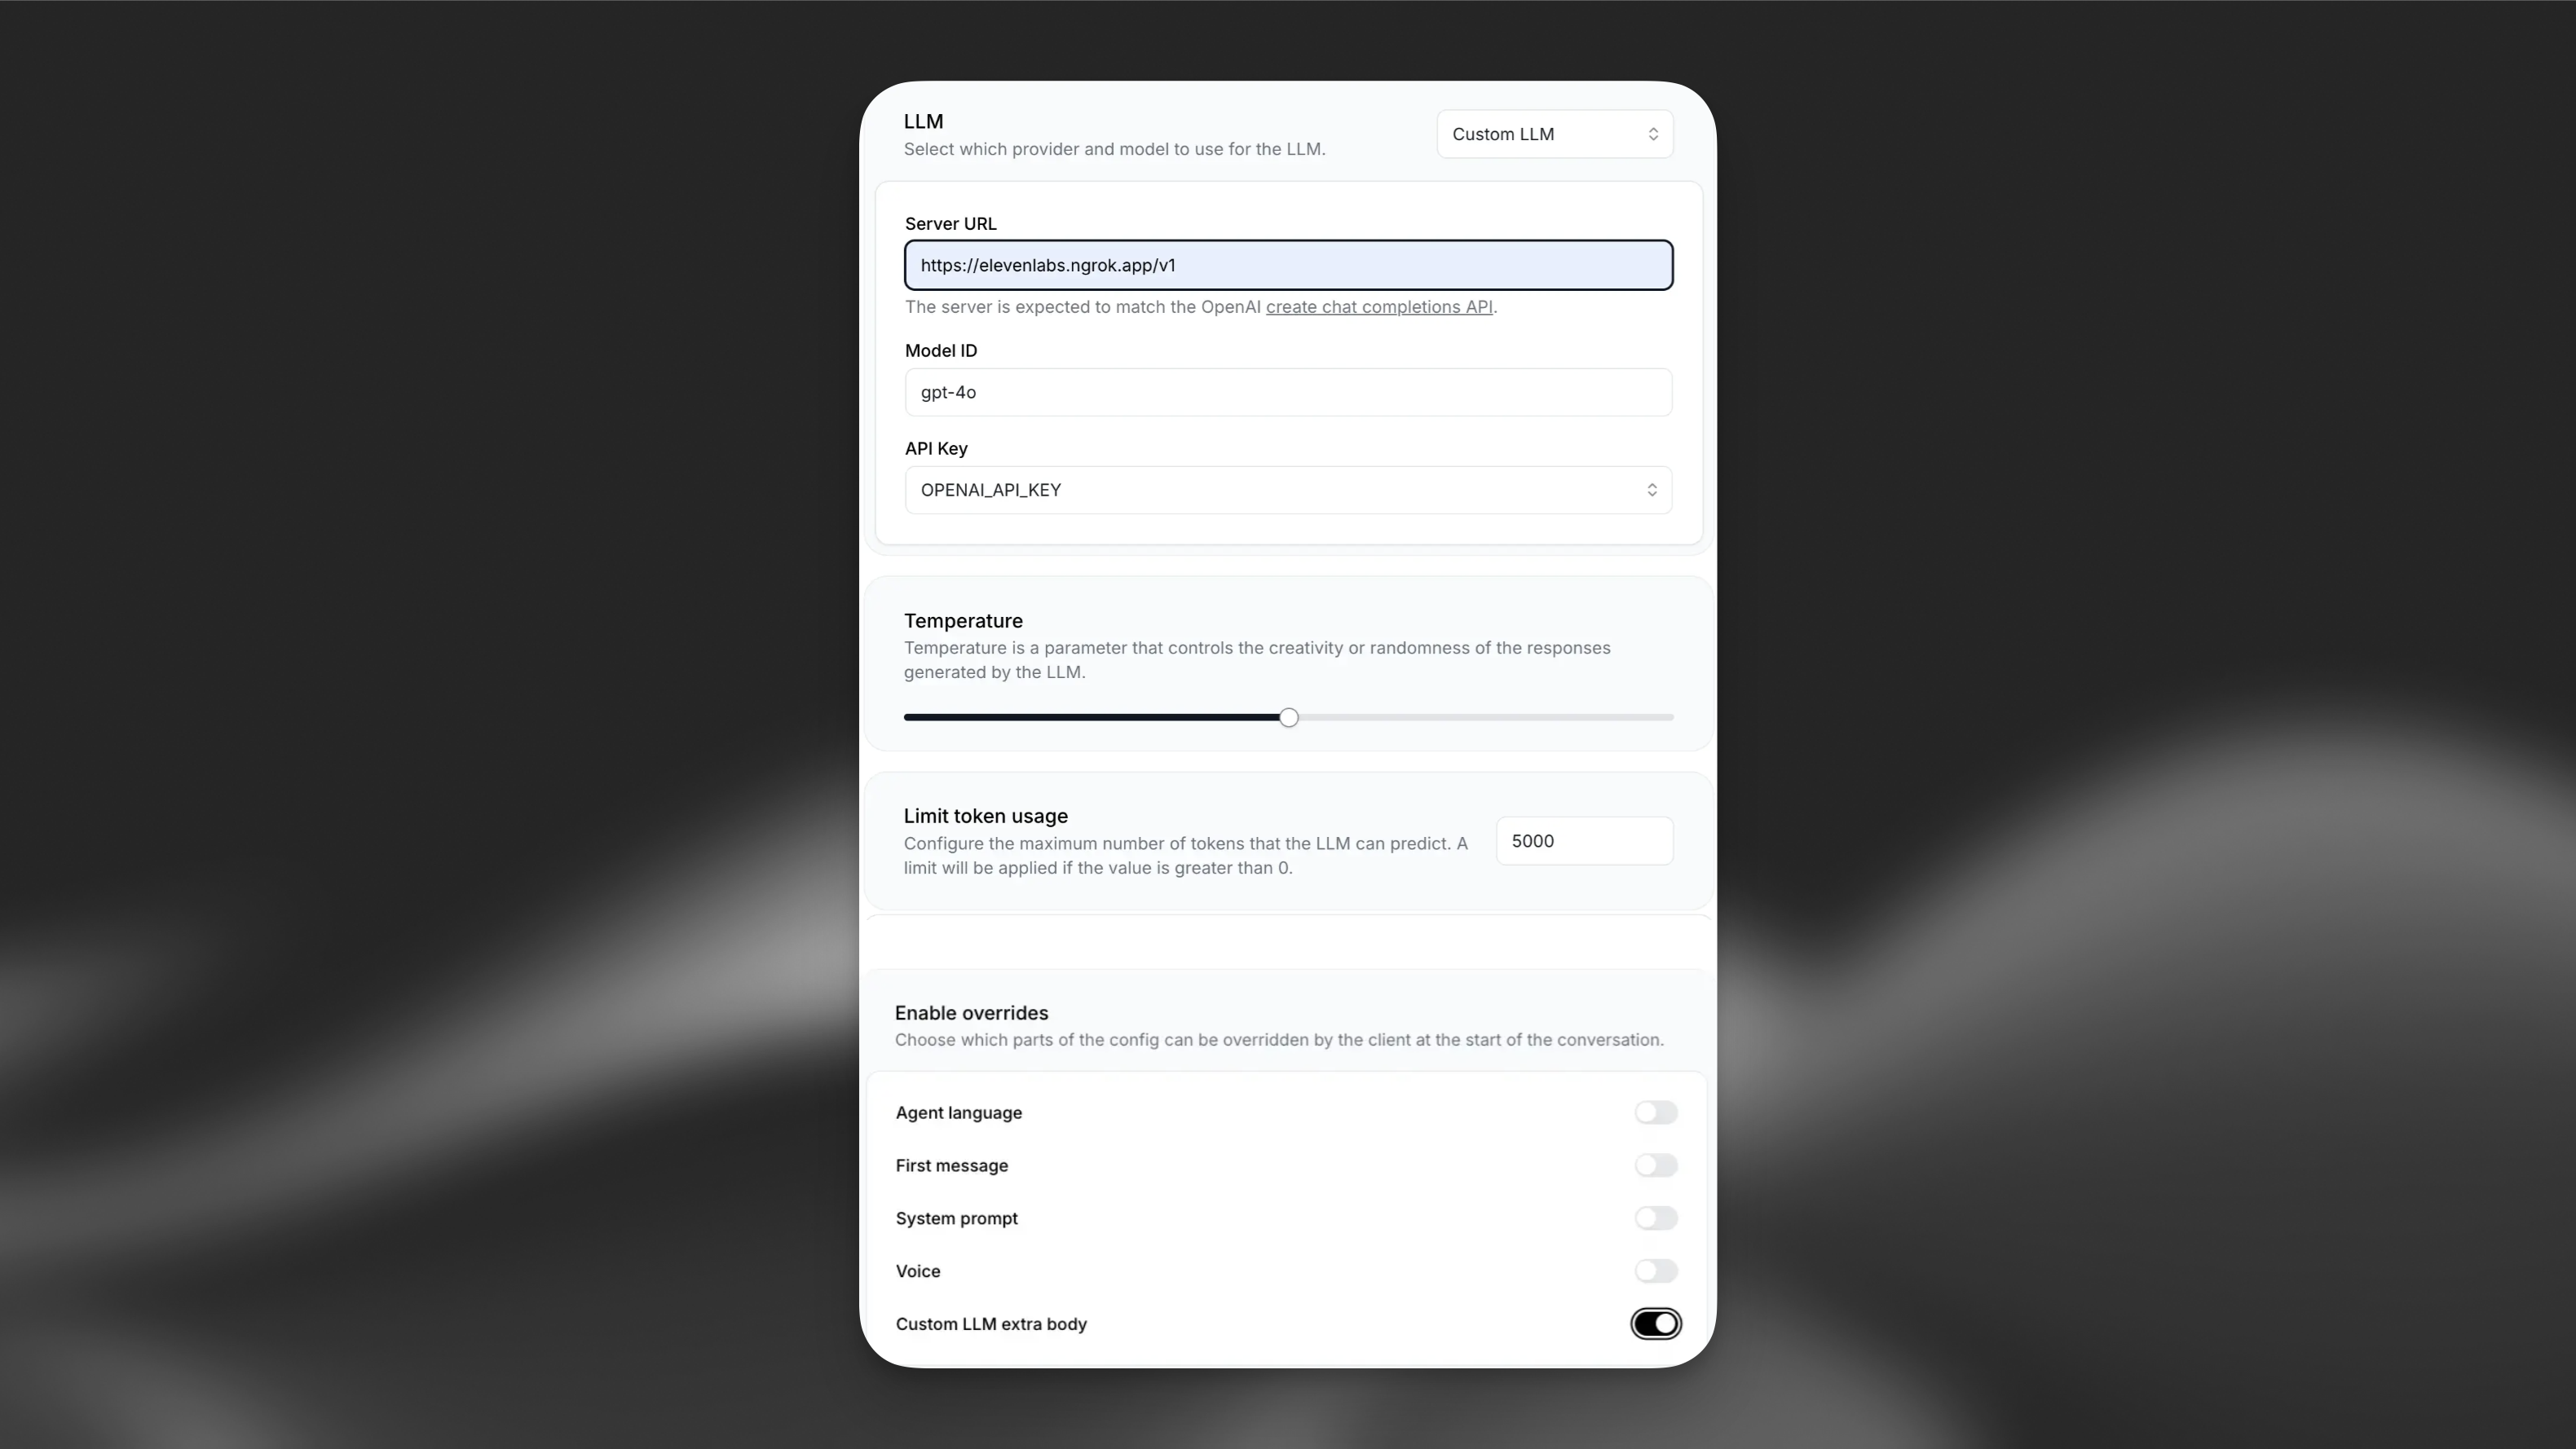 LLM
Select which provider and model to use for the LLM.
Custom LLM
Server URL
https://elevenlabs.ngrok.app/v1
The server is expected to match the OpenAI create chat completions API.
Model ID
gpt-4o
API Key
OPENAI_API_KEY
Temperature
Temperature is a parameter that controls the creativity or randomness of the responses
generated by the LLM.
Limit token usage
Configure the maximum number of tokens that the LLM can predict. A
limit will be applied if the value is greater than 0.
5000
Enable overrides
Choose which parts of the config can be overridden by the client at the start of the conversation.
Agent language
First message
System prompt
Voice
Custom LLM extra body